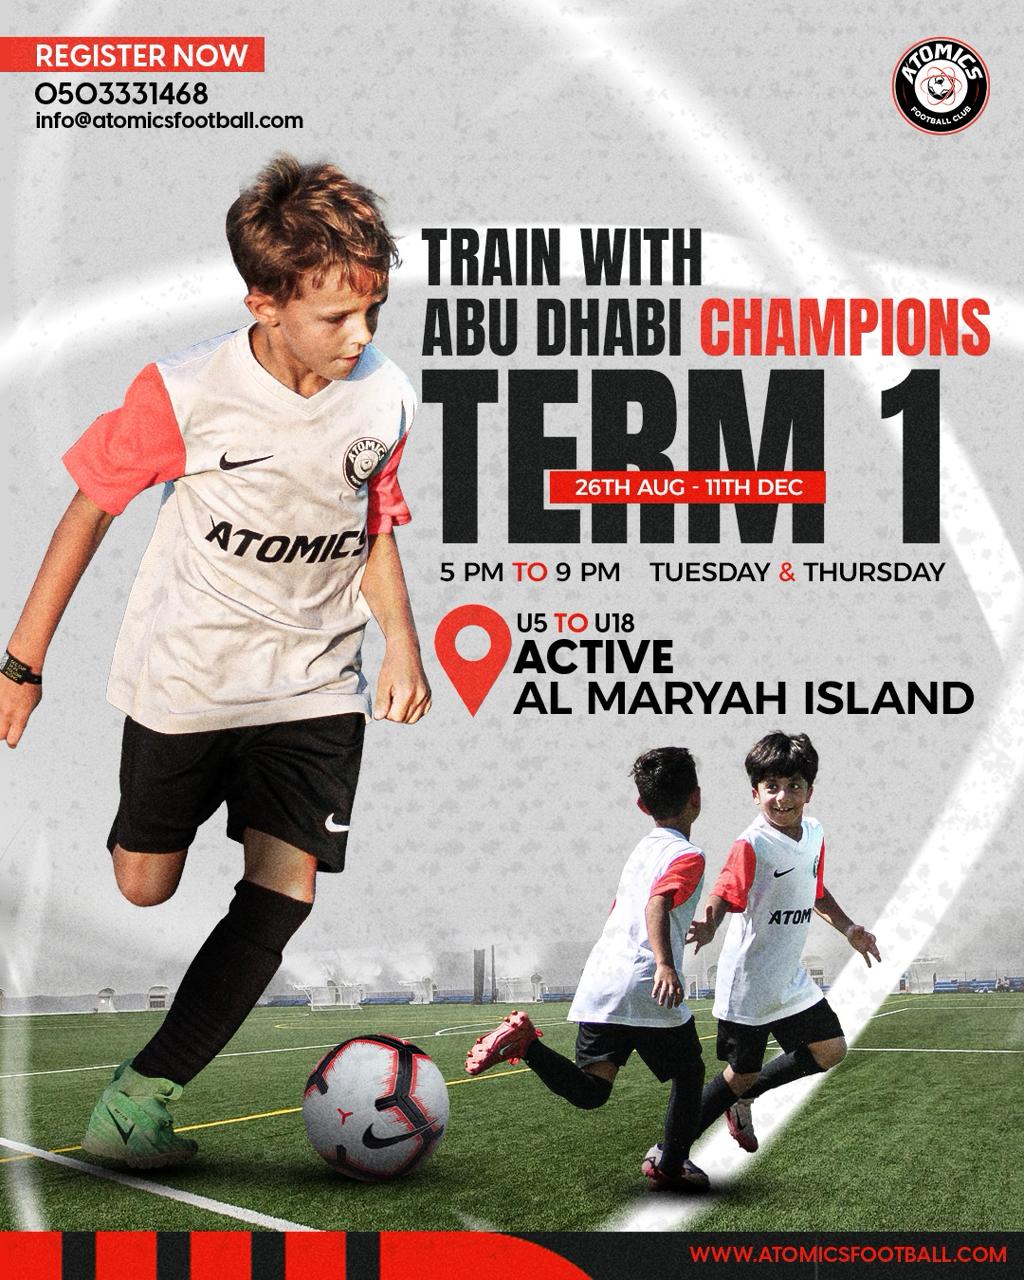 REGISTER NOW
0503331468
info@atomicsfootball.com
ATOMICS
FOOTBALL CLUB
TRAIN WITH
ABU DHABI CHAMPIONS
TERM 1
26TH AUG - 11TH DEC
5 PM TO 9 PM TUESDAY & THURSDAY
U5 TO U18
ACTIVE
AL MARYAH ISLAND
ATOMICS
ATOMICS
ATOM
WWW.ATOMICSFOOTBALL.COM